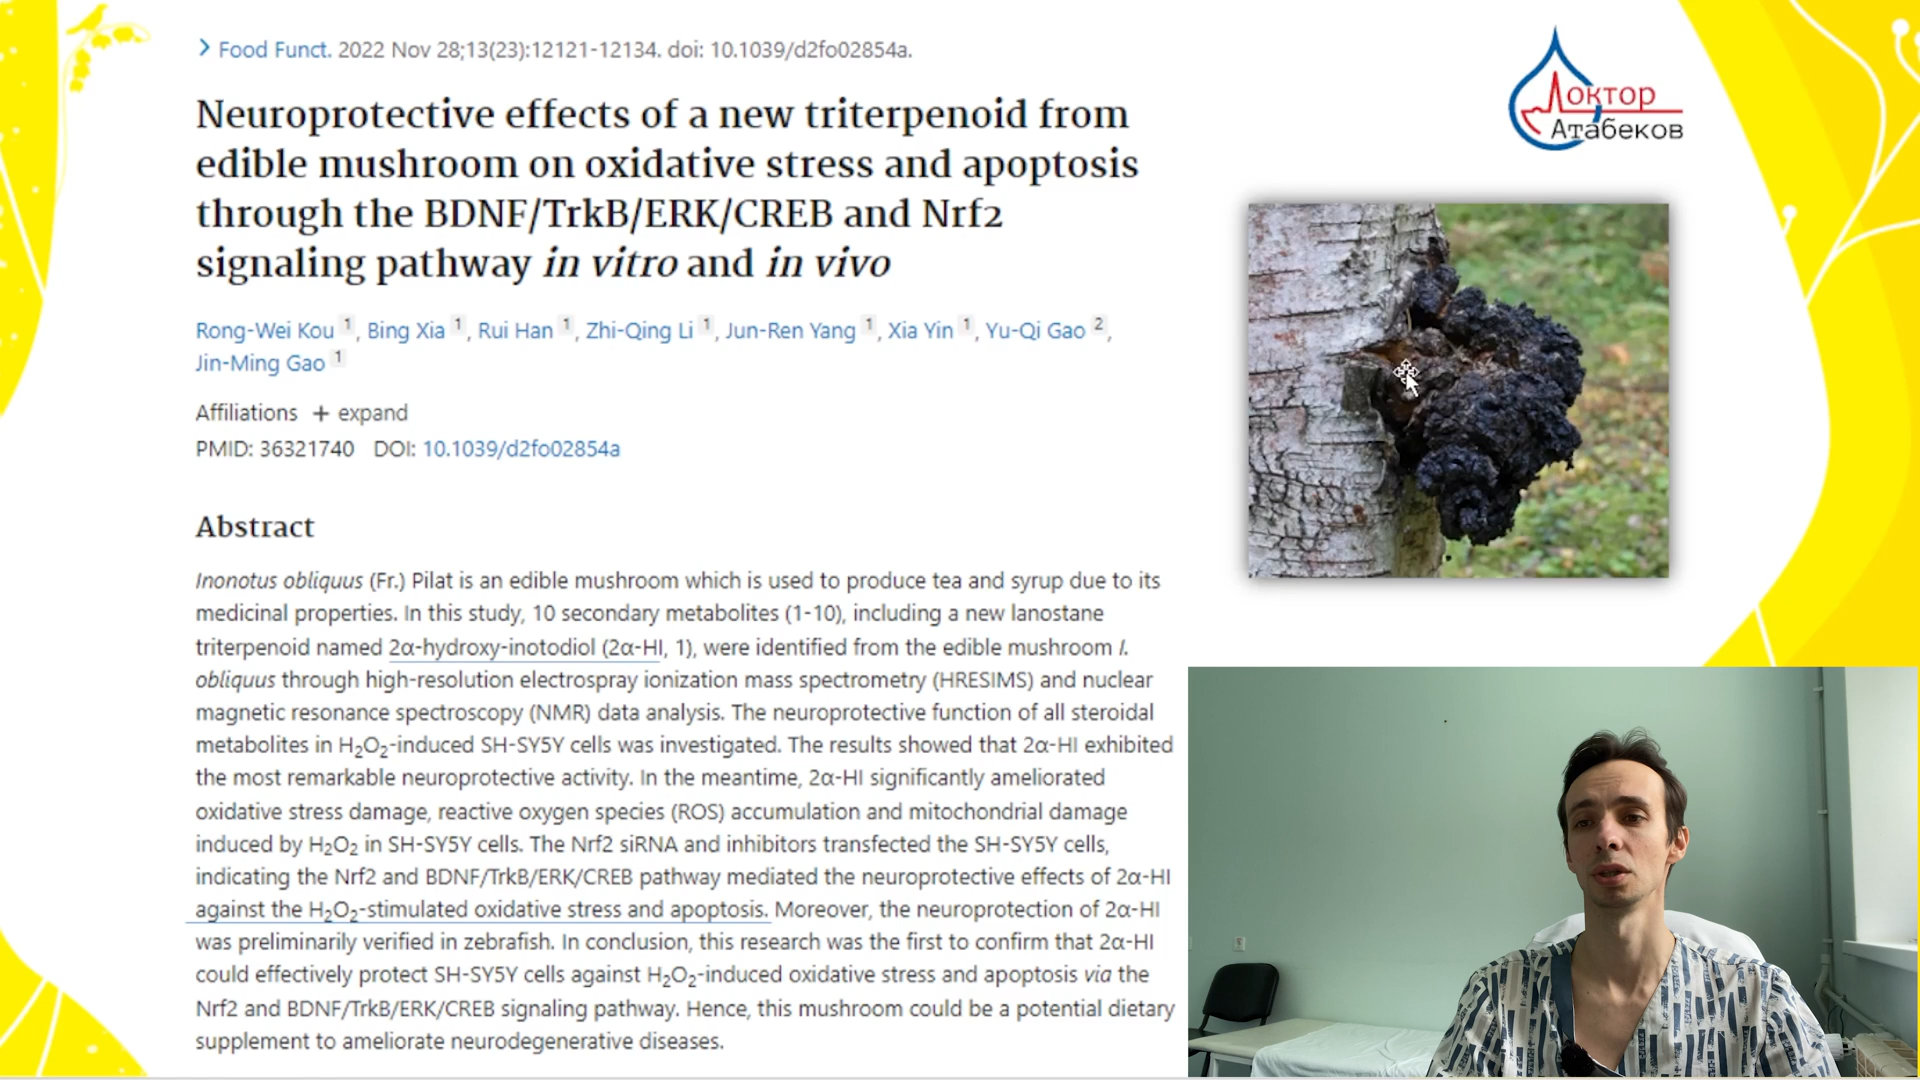 Food Funct. 2022 Nov 28;13(23):12121-12134. doi: 10.1039/d2fo02854a.
Neuroprotective effects of a new triterpenoid from
edible mushroom on oxidative stress and apoptosis
through the BDNF/TrkB/ERK/CREB and Nrf2
signaling pathway in vitro and in vivo
Rong-Wei Kou 1, Bing Xia 1, Rui Han 1, Zhi-Qing Li 1, Jun-Ren Yang 1, Xia Yin 1, Yu-Qi Gao 2,
Jin-Ming Gao 1
Affiliations + expand
PMID: 36321740 DOI: 10.1039/d2fo02854a
Abstract
Inonotus obliquus (Fr.) Pilat is an edible mushroom which is used to produce tea and syrup due to its
medicinal properties. In this study, 10 secondary metabolites (1-10), including a new lanostane
triterpenoid named 2α-hydroxy-inotodiol (2α-HI, 1), were identified from the edible mushroom I.
obliquus through high-resolution electrospray ionization mass spectrometry (HRESIMS) and nuclear
magnetic resonance spectroscopy (NMR) data analysis. The neuroprotective function of all steroidal
metabolites in H₂O₂-induced SH-SY5Y cells was investigated. The results showed that 2α-HI exhibited
the most remarkable neuroprotective activity. In the meantime, 2α-HI significantly ameliorated
oxidative stress damage, reactive oxygen species (ROS) accumulation and mitochondrial damage
induced by H₂O₂ in SH-SY5Y cells. The Nrf2 siRNA and inhibitors transfected the SH-SY5Y cells,
indicating the Nrf2 and BDNF/TrkB/ERK/CREB pathway mediated the neuroprotective effects of 2α-HI
against the H₂O₂-stimulated oxidative stress and apoptosis. Moreover, the neuroprotection of 2α-HI
was preliminarily verified in zebrafish. In conclusion, this research was the first to confirm that 2α-HI
could effectively protect SH-SY5Y cells against H₂O₂-induced oxidative stress and apoptosis via the
Nrf2 and BDNF/TrkB/ERK/CREB signaling pathway. Hence, this mushroom could be a potential dietary
supplement to ameliorate neurodegenerative diseases.
Доктор
Атабеков